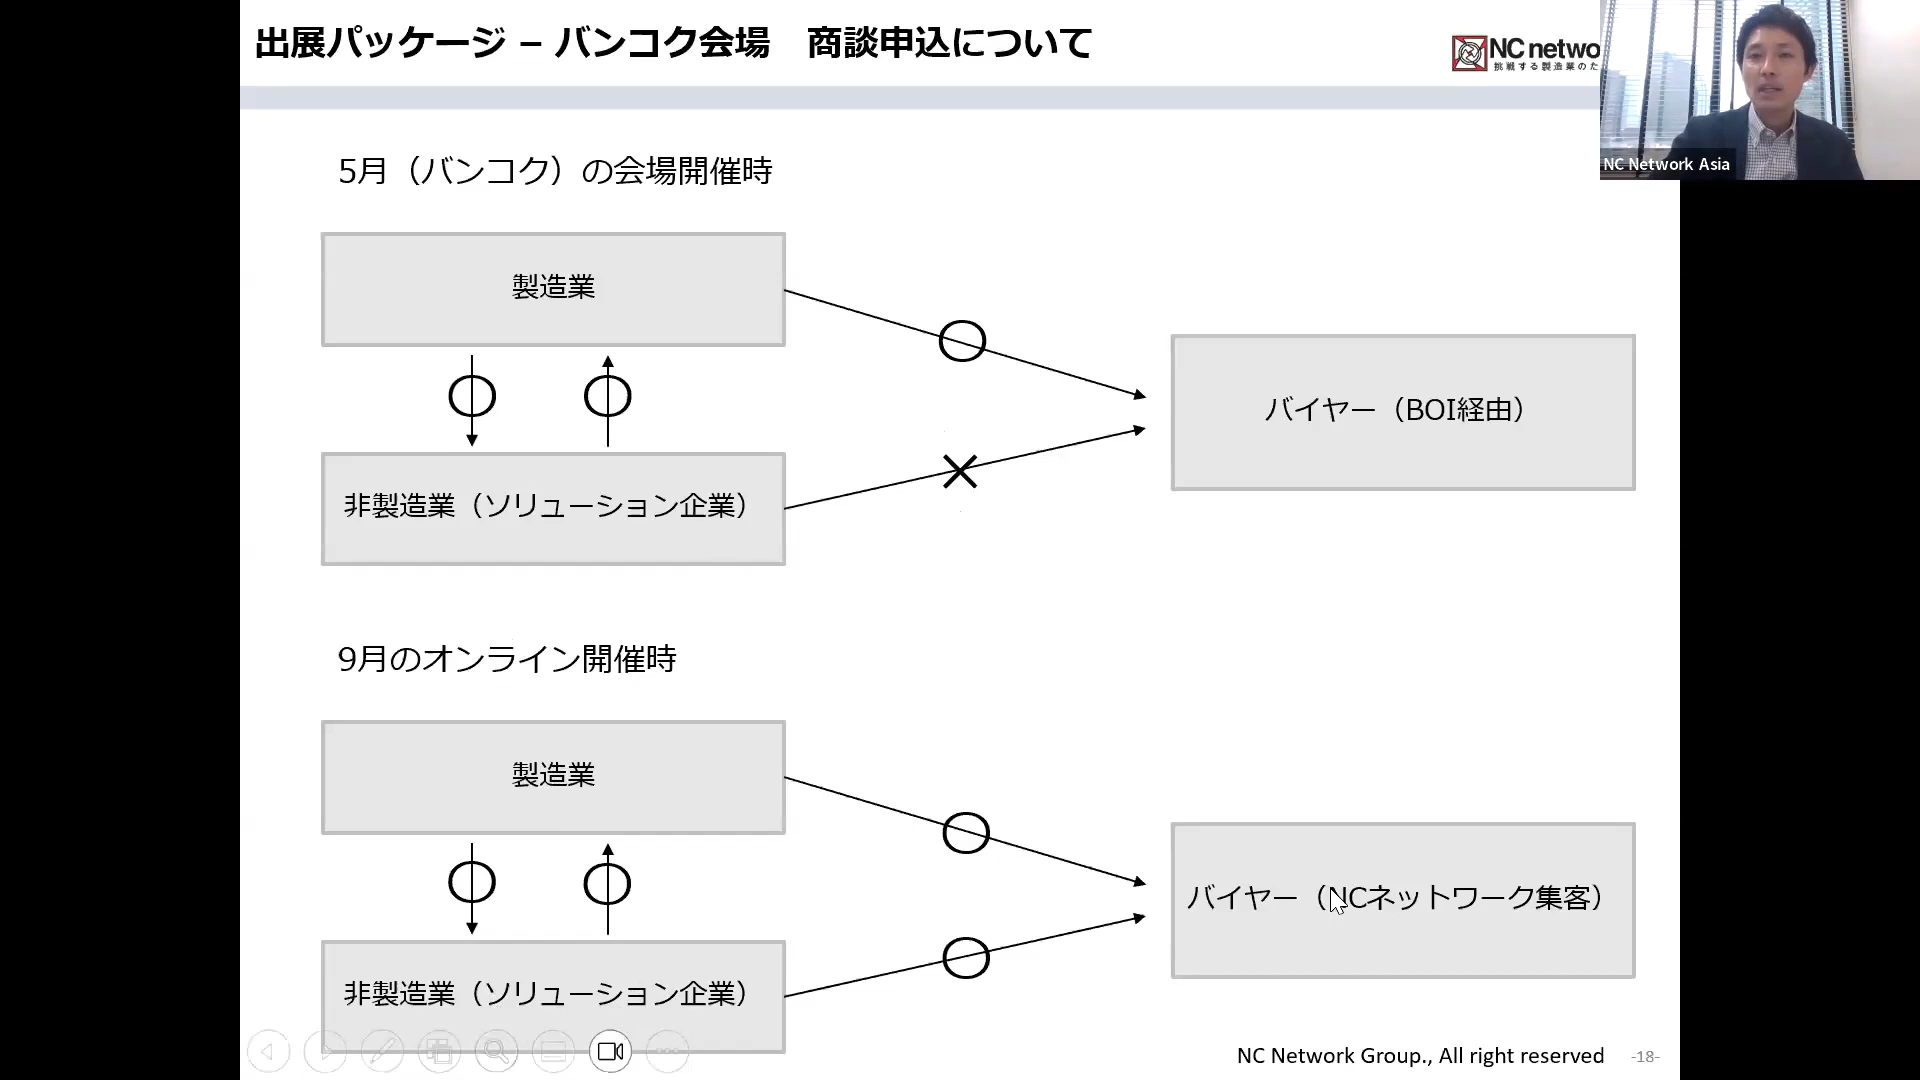 出展パッケージ – バンコク会場　商談申込について
NC netwo
挑戦する製造業のた
NC Network Asia
5月（バンコク）の会場開催時
製造業
バイヤー（BOI経由）
非製造業（ソリューション企業）
9月のオンライン開催時
製造業
バイヤー（NCネットワーク集客）
非製造業（ソリューション企業）
NC Network Group., All right reserved
-18-